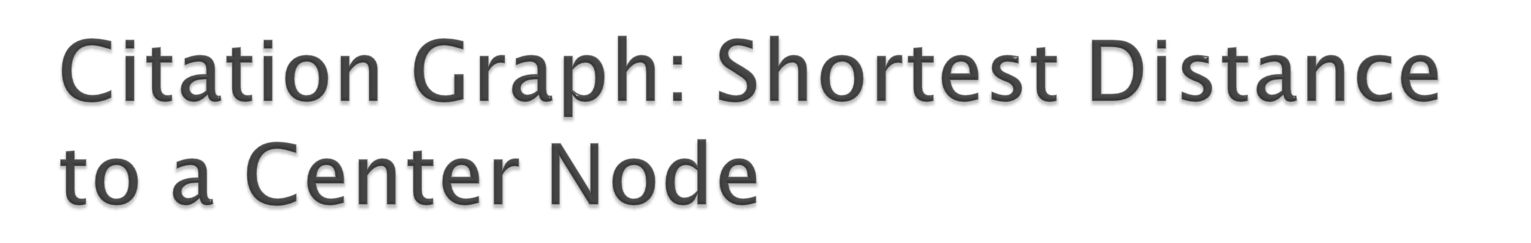 Citation Graph: Shortest Distance
to a Center Node